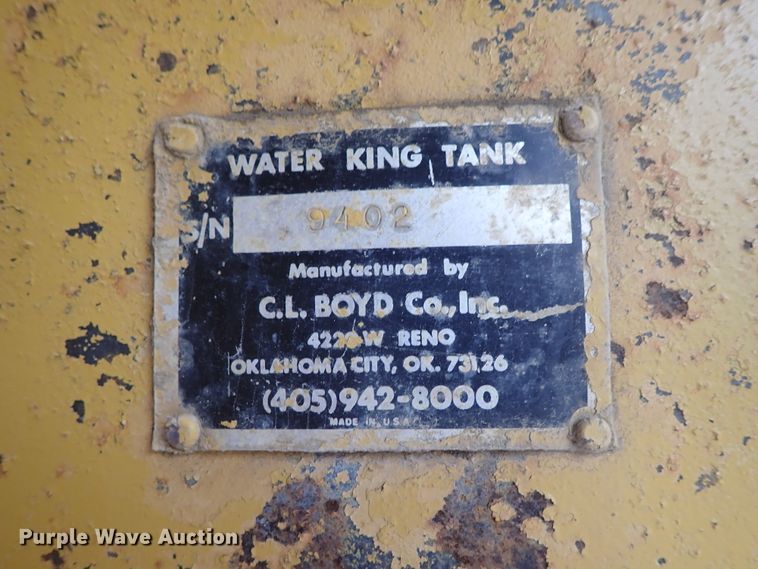 WATER KING TANK
S/N 9402
Manufactured by
C.L. BOYD Co., Inc.
W RENO
OKLAHOMA CITY, OK. 73126
(405)942-8000
MADE IN U.S.A
Purple Wave Auction